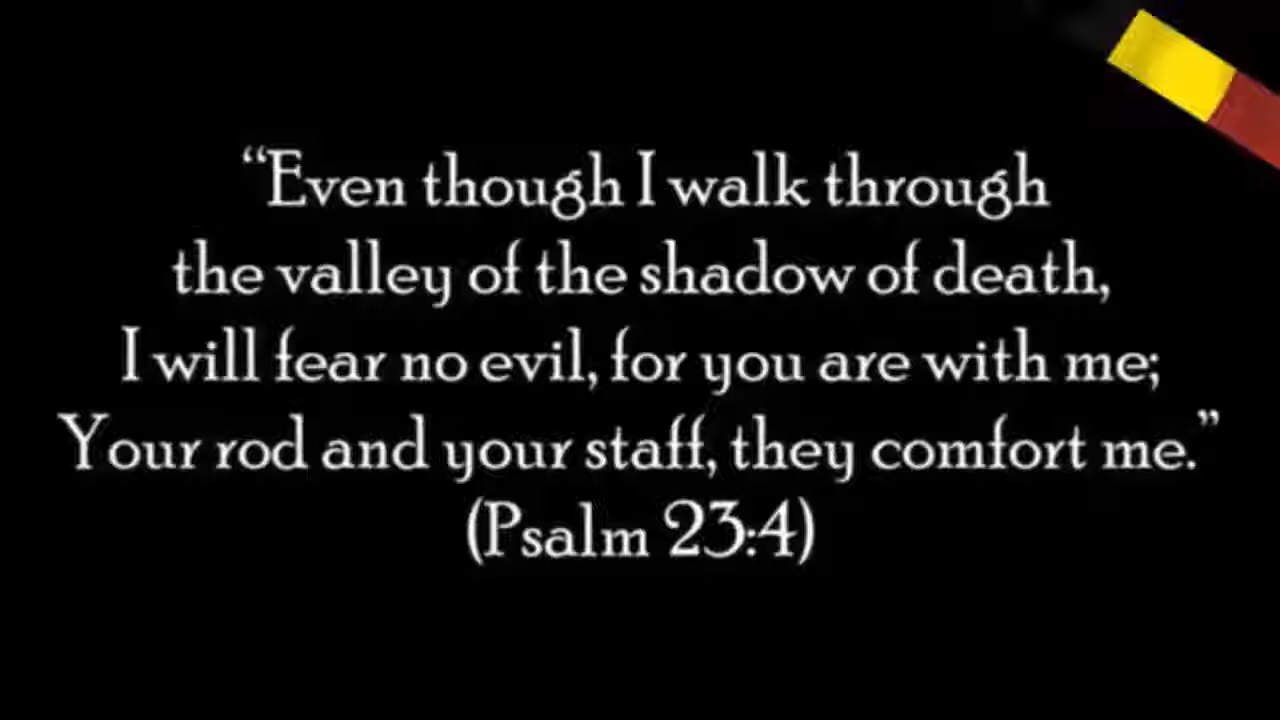 “Even though I walk through
the valley of the shadow of death,
I will fear no evil, for you are with me;
Your rod and your staff, they comfort me.”
(Psalm 23:4)